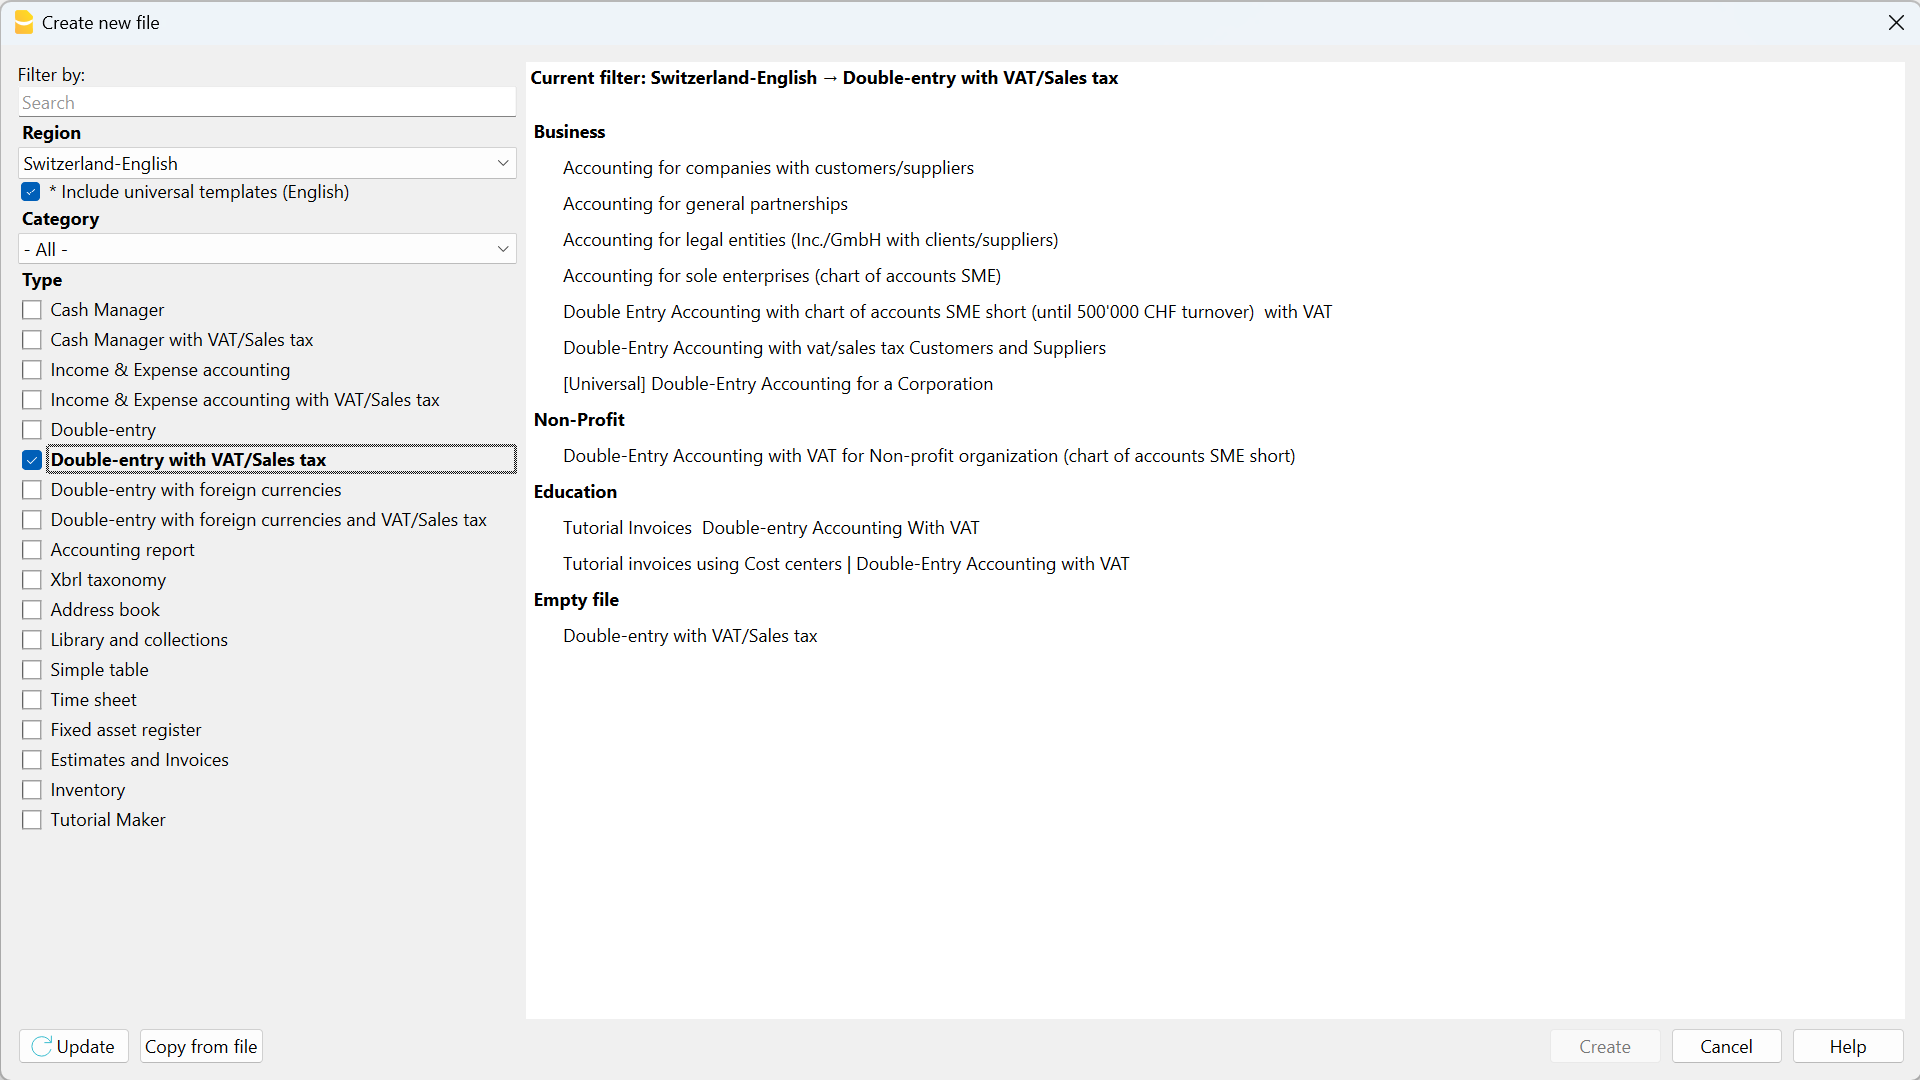 Create new file
Filter by:
Search
Region
Switzerland-English
* Include universal templates (English)
Category
- All -
Type
Cash Manager
Cash Manager with VAT/Sales tax
Income & Expense accounting
Income & Expense accounting with VAT/Sales tax
Double-entry
Double-entry with VAT/Sales tax
Double-entry with foreign currencies
Double-entry with foreign currencies and VAT/Sales tax
Accounting report
Xbrl taxonomy
Address book
Library and collections
Simple table
Time sheet
Fixed asset register
Estimates and Invoices
Inventory
Tutorial Maker
Current filter: Switzerland-English → Double-entry with VAT/Sales tax
Business
Accounting for companies with customers/suppliers
Accounting for general partnerships
Accounting for legal entities (Inc./GmbH with clients/suppliers)
Accounting for sole enterprises (chart of accounts SME)
Double Entry Accounting with chart of accounts SME short (until 500'000 CHF turnover)  with VAT
Double-Entry Accounting with vat/sales tax Customers and Suppliers
[Universal] Double-Entry Accounting for a Corporation
Non-Profit
Double-Entry Accounting with VAT for Non-profit organization (chart of accounts SME short)
Education
Tutorial Invoices  Double-entry Accounting With VAT
Tutorial invoices using Cost centers | Double-Entry Accounting with VAT
Empty file
Double-entry with VAT/Sales tax
Update
Copy from file
Create
Cancel
Help